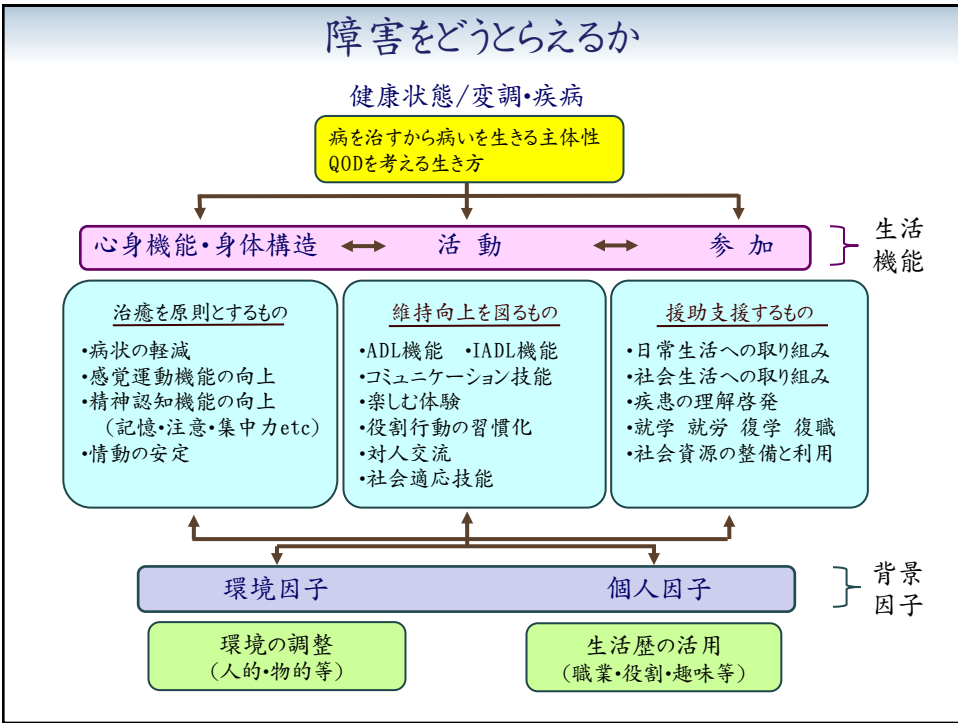 障害をどうとらえるか
健康状態/変調・疾病
病を治すから病いを生きる主体性
QODを考える生き方
心身機能・身体構造
活動
参加
生活
機能
治癒を原則とするもの
・病状の軽減
・感覚運動機能の向上
・精神認知機能の向上
（記憶・注意・集中力etc）
・情動の安定
維持向上を図るもの
・ADL機能 ・IADL機能
・コミュニケーション技能
・楽しむ体験
・役割行動の習慣化
・対人交流
・社会適応技能
援助支援するもの
・日常生活への取り組み
・社会生活への取り組み
・疾患の理解啓発
・就学 就労 復学 復職
・社会資源の整備と利用
環境因子
個人因子
背景
因子
環境の調整
（人的・物的等）
生活歴の活用
（職業・役割・趣味等）